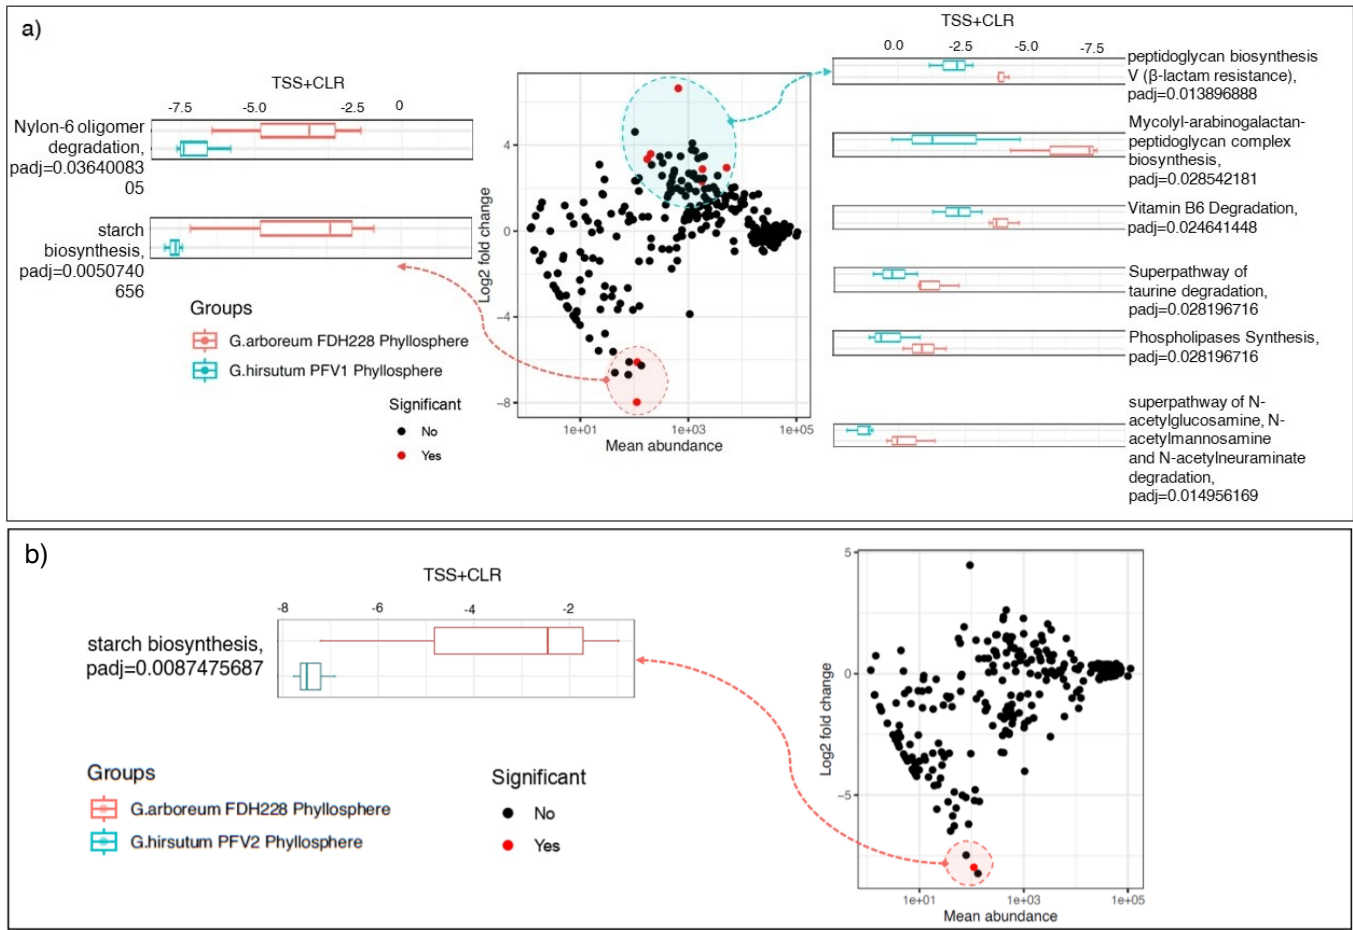 a)
TSS+CLR
-7.5 -5.0 -2.5 0
Nylon-6 oligomer
degradation,
padj=0.03640083
05
starch
biosynthesis,
padj=0.0050740
656
Groups
G.arboreum FDH228 Phyllosphere
G.hirsutum PFV1 Phyllosphere
Significant
No
Yes
Log2 fold change
4
0
−4
−8
1e+01 1e+03 1e+05
Mean abundance
TSS+CLR
0.0 -2.5 -5.0 -7.5
peptidoglycan biosynthesis
V (β-lactam resistance),
padj=0.013896888
Mycolyl-arabinogalactan-
peptidoglycan complex
biosynthesis,
padj=0.028542181
Vitamin B6 Degradation,
padj=0.024641448
Superpathway of
taurine degradation,
padj=0.028196716
Phospholipases Synthesis,
padj=0.028196716
superpathway of N-
acetylglucosamine, N-
acetylmannosamine
and N-acetylneuraminate
degradation,
padj=0.014956169
b)
TSS+CLR
-8 -6 -4 -2
starch biosynthesis,
padj=0.0087475687
Groups
G.arboreum FDH228 Phyllosphere
G.hirsutum PFV2 Phyllosphere
Significant
No
Yes
Log2 fold change
5
0
−5
1e+01 1e+03 1e+05
Mean abundance